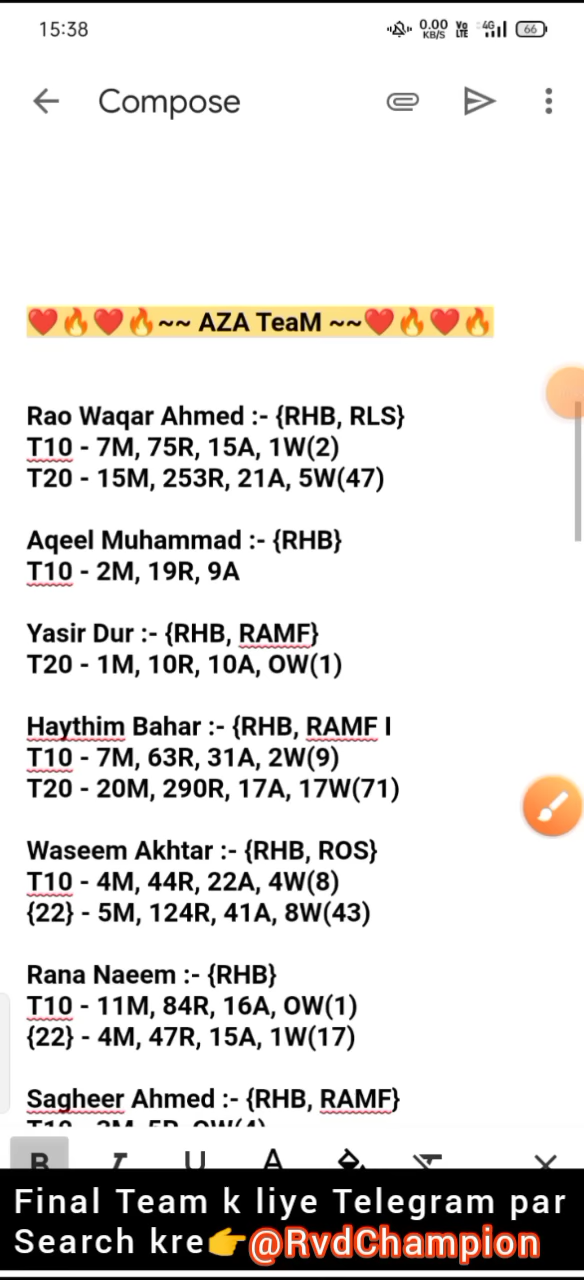 15:38
0.00 KB/S Vo LTE 4G 66
Compose
❤️🔥❤️🔥~~ AZA TeaM ~~❤️🔥❤️🔥
Rao Waqar Ahmed :- {RHB, RLS}
T10 - 7M, 75R, 15A, 1W(2)
T20 - 15M, 253R, 21A, 5W(47)
Aqeel Muhammad :- {RHB}
T10 - 2M, 19R, 9A
Yasir Dur :- {RHB, RAMF}
T20 - 1M, 10R, 10A, OW(1)
Haythim Bahar :- {RHB, RAMF I
T10 - 7M, 63R, 31A, 2W(9)
T20 - 20M, 290R, 17A, 17W(71)
Waseem Akhtar :- {RHB, ROS}
T10 - 4M, 44R, 22A, 4W(8)
{22} - 5M, 124R, 41A, 8W(43)
Rana Naeem :- {RHB}
T10 - 11M, 84R, 16A, OW(1)
{22} - 4M, 47R, 15A, 1W(17)
Sagheer Ahmed :- {RHB, RAMF}
B I U A
Final Team k liye Telegram par
Search kre👉@RvdChampion